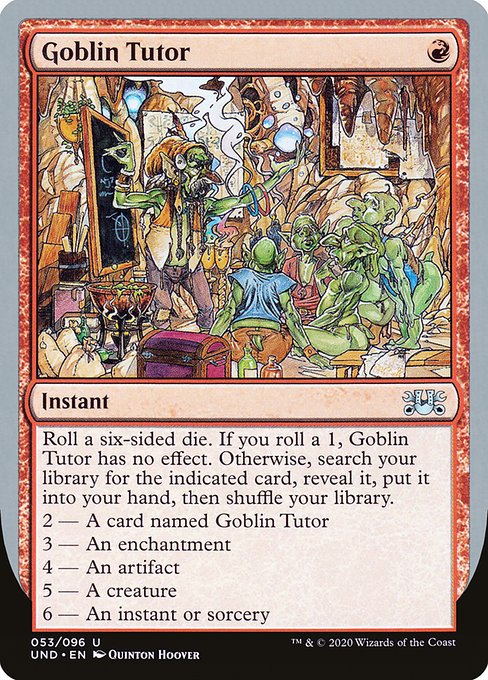 Goblin Tutor
Instant
Roll a six-sided die. If you roll a 1, Goblin
Tutor has no effect. Otherwise, search your
library for the indicated card, reveal it, put it
into your hand, then shuffle your library.
2 — A card named Goblin Tutor
3 — An enchantment
4 — An artifact
5 — A creature
6 — An instant or sorcery
053/096 U
UND • EN Quinton Hoover
™ & © 2020 Wizards of the Coast